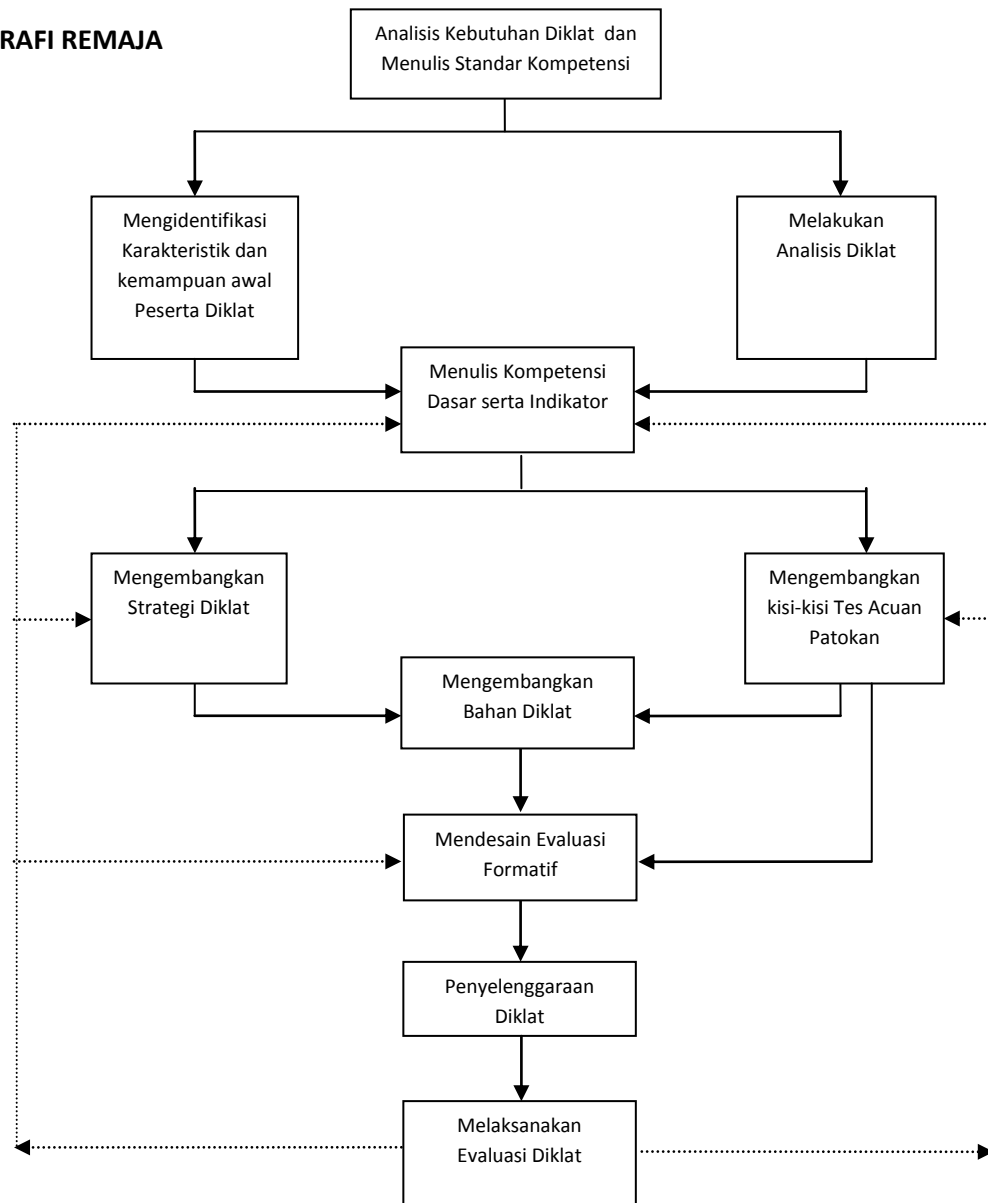 RAFI REMAJA
Analisis Kebutuhan Diklat dan
Menulis Standar Kompetensi
Mengidentifikasi
Karakteristik dan
kemampuan awal
Peserta Diklat
Melakukan
Analisis Diklat
Menulis Kompetensi
Dasar serta Indikator
Mengembangkan
Strategi Diklat
Mengembangkan
kisi-kisi Tes Acuan
Patokan
Mengembangkan
Bahan Diklat
Mendesain Evaluasi
Formatif
Penyelenggaraan
Diklat
Melaksanakan
Evaluasi Diklat